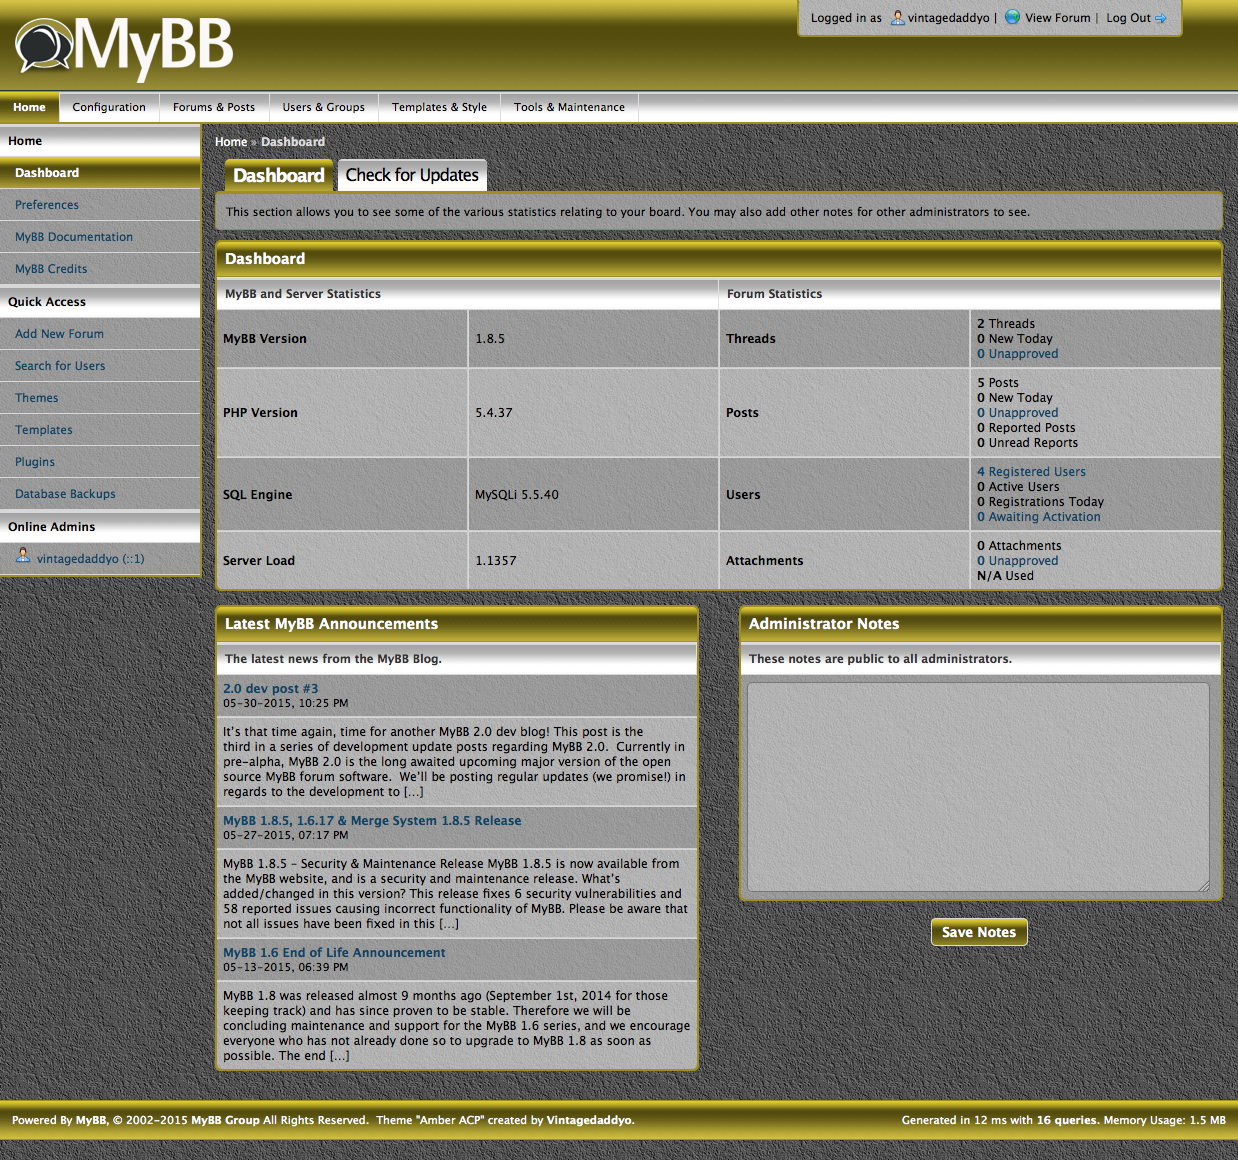 MyBB
Logged in as vintagedaddyo | View Forum | Log Out
Home Configuration Forums & Posts Users & Groups Templates & Style Tools & Maintenance
Home
Dashboard
Preferences
MyBB Documentation
MyBB Credits
Quick Access
Add New Forum
Search for Users
Themes
Templates
Plugins
Database Backups
Online Admins
vintagedaddyo (::1)
Home » Dashboard
Dashboard Check for Updates
This section allows you to see some of the various statistics relating to your board. You may also add other notes for other administrators to see.
Dashboard
MyBB and Server Statistics Forum Statistics
MyBB Version 1.8.5 Threads
2 Threads
0 New Today
0 Unapproved
PHP Version 5.4.37 Posts
5 Posts
0 New Today
0 Unapproved
0 Reported Posts
0 Unread Reports
SQL Engine MySQLi 5.5.40 Users
4 Registered Users
0 Active Users
0 Registrations Today
0 Awaiting Activation
Server Load 1.1357 Attachments
0 Attachments
0 Unapproved
N/A Used
Latest MyBB Announcements
The latest news from the MyBB Blog.
2.0 dev post #3
05-30-2015, 10:25 PM
It's that time again, time for another MyBB 2.0 dev blog! This post is the
third in a series of development update posts regarding MyBB 2.0.  Currently in
pre-alpha, MyBB 2.0 is the long awaited upcoming major version of the open
source MyBB forum software.  We'll be posting regular updates (we promise!) in
regards to the development to [...]
MyBB 1.8.5, 1.6.17 & Merge System 1.8.5 Release
05-27-2015, 07:17 PM
MyBB 1.8.5 – Security & Maintenance Release MyBB 1.8.5 is now available from
the MyBB website, and is a security and maintenance release. What's
added/changed in this version? This release fixes 6 security vulnerabilities and
58 reported issues causing incorrect functionality of MyBB. Please be aware that
not all issues have been fixed in this [...]
MyBB 1.6 End of Life Announcement
05-13-2015, 06:39 PM
MyBB 1.8 was released almost 9 months ago (September 1st, 2014 for those
keeping track) and has since proven to be stable. Therefore we will be
concluding maintenance and support for the MyBB 1.6 series, and we encourage
everyone who has not already done so to upgrade to MyBB 1.8 as soon as
possible. The end [...]
Administrator Notes
These notes are public to all administrators.
Save Notes
Powered By MyBB, © 2002-2015 MyBB Group All Rights Reserved.  Theme "Amber ACP" created by Vintagedaddyo.
Generated in 12 ms with 16 queries. Memory Usage: 1.5 MB